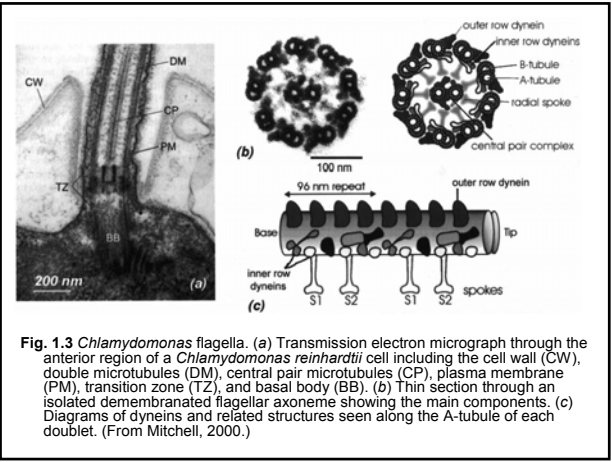 outer row dynein
inner row dyneins
B-tubule
A-tubule
radial spoke
central pair complex
DM
CW
CP
PM
TZ
BB
200 nm
(a)
(b)
100 nm
96 nm repeat
outer row dynein
Base
Tip
inner row
dyneins
S1 S2 S1 S2
spokes
(c)
Fig. 1.3 Chlamydomonas flagella. (a) Transmission electron micrograph through the
anterior region of a Chlamydomonas reinhardtii cell including the cell wall (CW),
double microtubules (DM), central pair microtubules (CP), plasma membrane
(PM), transition zone (TZ), and basal body (BB). (b) Thin section through an
isolated demembranated flagellar axoneme showing the main components. (c)
Diagrams of dyneins and related structures seen along the A-tubule of each
doublet. (From Mitchell, 2000.)